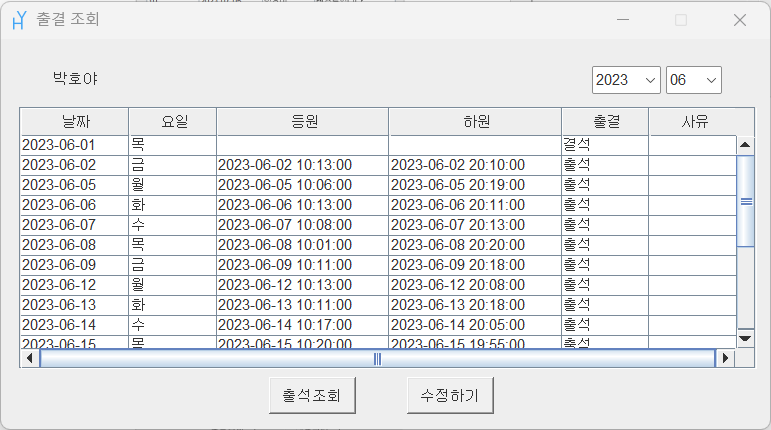 HY 출결 조회
박호야 2023 06
날짜 요일 등원 하원 출결 사유
2023-06-01 목 결석
2023-06-02 금 2023-06-02 10:13:00 2023-06-02 20:10:00 출석
2023-06-05 월 2023-06-05 10:06:00 2023-06-05 20:19:00 출석
2023-06-06 화 2023-06-06 10:13:00 2023-06-06 20:11:00 출석
2023-06-07 수 2023-06-07 10:08:00 2023-06-07 20:13:00 출석
2023-06-08 목 2023-06-08 10:01:00 2023-06-08 20:20:00 출석
2023-06-09 금 2023-06-09 10:11:00 2023-06-09 20:18:00 출석
2023-06-12 월 2023-06-12 10:13:00 2023-06-12 20:08:00 출석
2023-06-13 화 2023-06-13 10:11:00 2023-06-13 20:18:00 출석
2023-06-14 수 2023-06-14 10:17:00 2023-06-14 20:05:00 출석
2023-06-15 목 2023-06-15 10:20:00 2023-06-15 19:55:00 출석
출석조회 수정하기